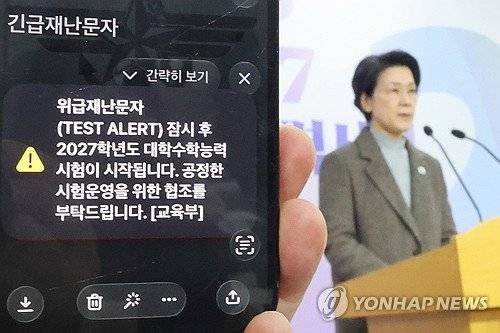 긴급재난문자
간략히 보기
위급재난문자
(TEST ALERT) 잠시 후
2027학년도 대학수학능력
시험이 시작됩니다. 공정한
시험운영을 위한 협조를
부탁드립니다. [교육부]
7
YONHAP NEWS